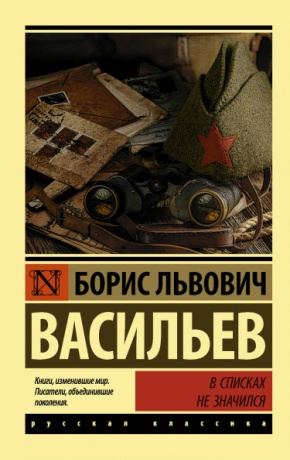 БОРИС ЛЬВОВИЧ
ВАСИЛЬЕВ
Книги, изменившие мир.
Писатели, объединившие
поколения.
В СПИСКАХ
НЕ ЗНАЧИЛСЯ
русская классика